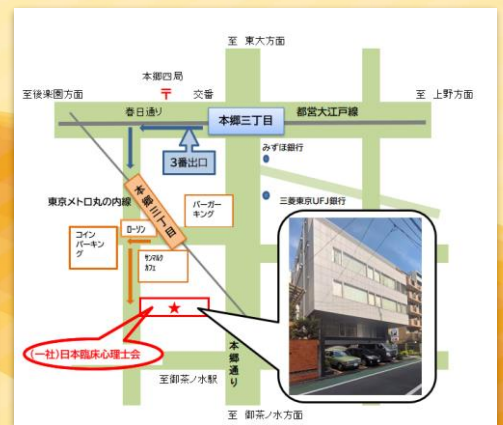 至 東大方面
本郷四局
〒
交番
至後楽園方面
至 上野方面
春日通り
本郷三丁目
都営大江戸線
3番出口
みずほ銀行
東京メトロ丸の内線
本郷三丁目
バーガー
キング
三菱東京UFJ銀行
ローソン
コイン
パーキン
グ
サンマルク
カフェ
★
(一社)日本臨床心理士会
本郷通り
至御茶ノ水駅
至 御茶ノ水方面